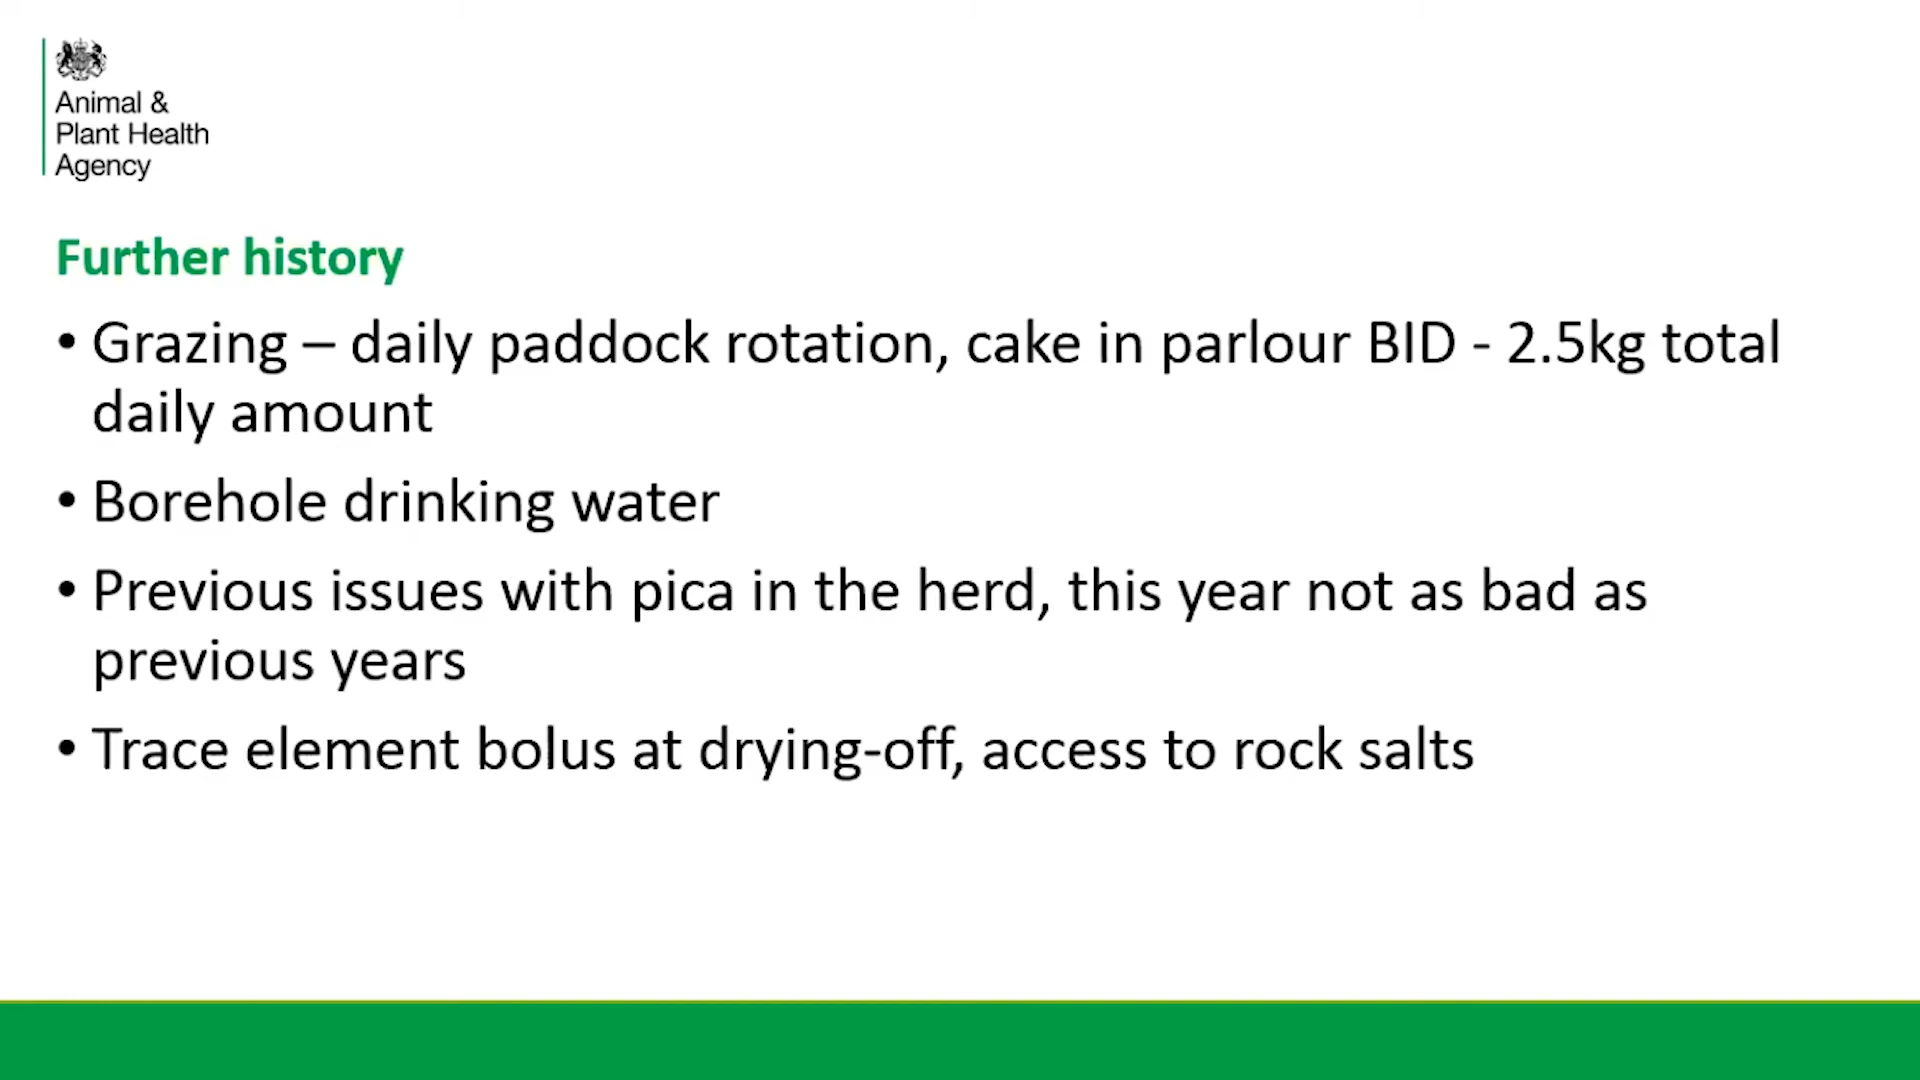 Animal &
Plant Health
Agency
Further history
• Grazing – daily paddock rotation, cake in parlour BID - 2.5kg total
daily amount
• Borehole drinking water
• Previous issues with pica in the herd, this year not as bad as
previous years
• Trace element bolus at drying-off, access to rock salts